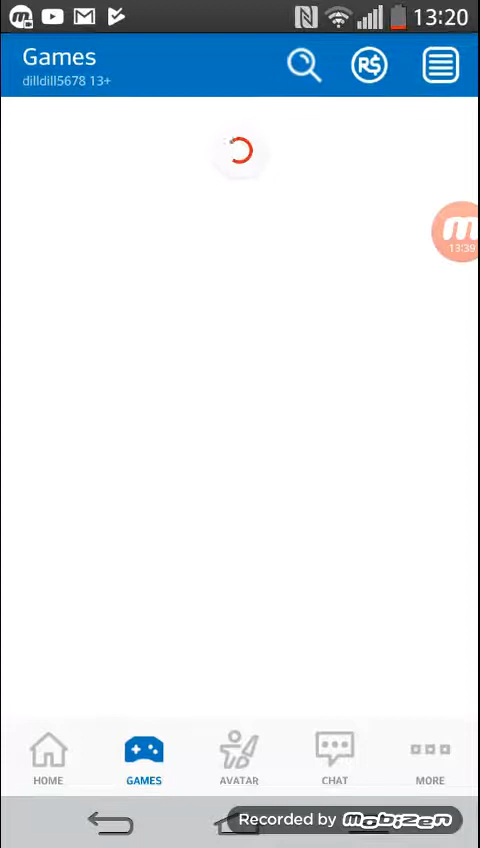 13:20
Games
R$
dilldill5678 13+
13:39
HOME
GAMES
AVATAR
CHAT
MORE
Recorded by mobizen